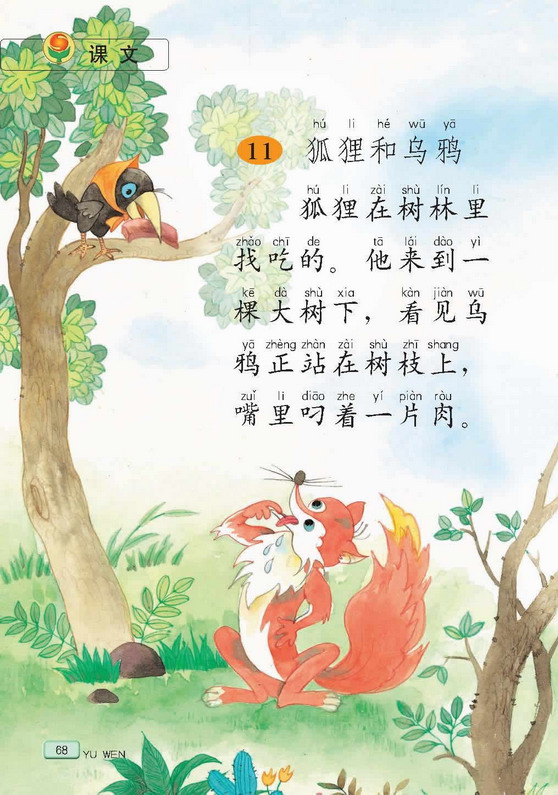 课文
hú li hé wū yā
11 狐狸和乌鸦
hú li zài shù lín li
狐狸在树林里
zhǎo chī de tā lái dào yì
找吃的。他来到一
kē dà shù xia kàn jiàn wū
棵大树下，看见乌
yā zhèng zhàn zài shù zhī shang
鸦正站在树枝上，
zuǐ li diāo zhe yí piàn ròu
嘴里叼着一片肉。
68 YU WEN